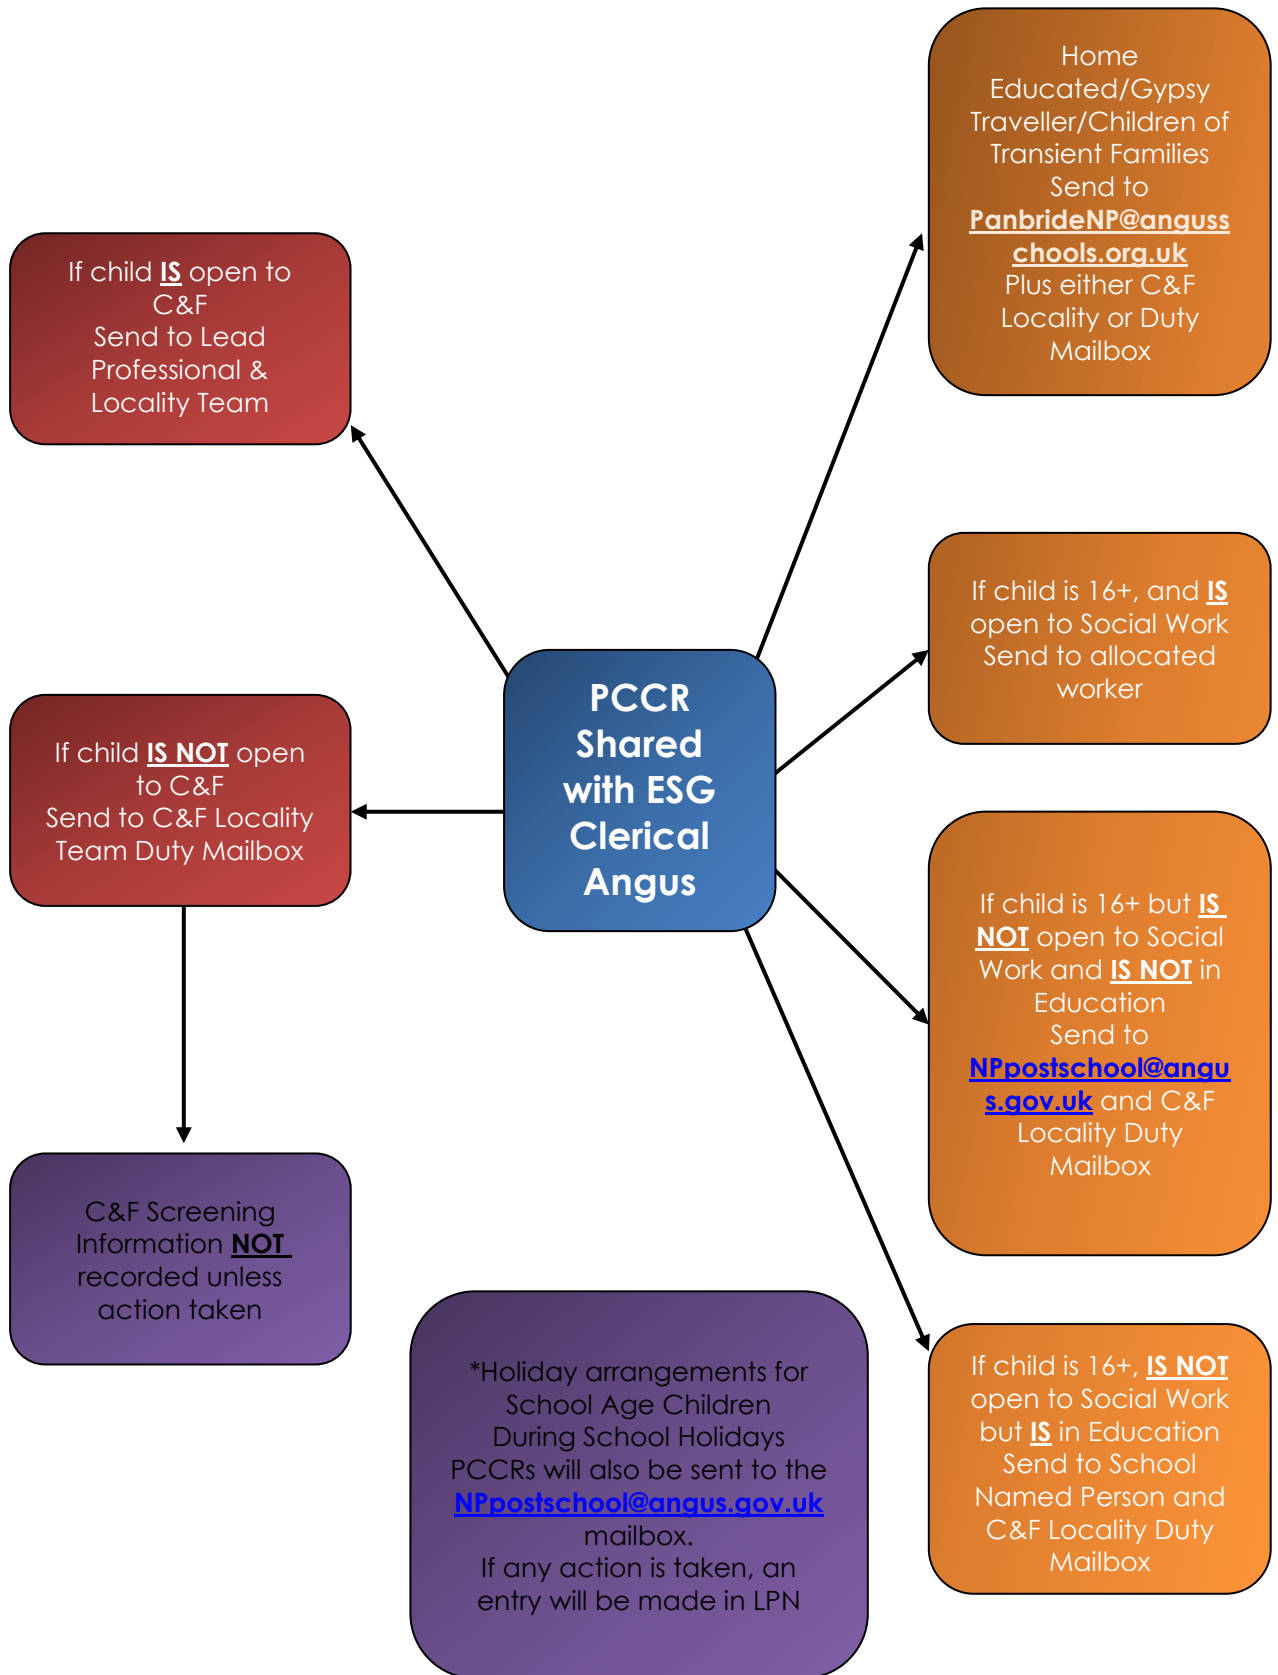 Home
Educated/Gypsy
Traveller/Children of
Transient Families
Send to
PanbrideNP@anguss
chools.org.uk
Plus either C&F
Locality or Duty
Mailbox
If child IS open to
C&F
Send to Lead
Professional &
Locality Team
If child is 16+, and IS
open to Social Work
Send to allocated
worker
PCCR
Shared
with ESG
Clerical
Angus
If child IS NOT open
to C&F
Send to C&F Locality
Team Duty Mailbox
If child is 16+ but IS
NOT open to Social
Work and IS NOT in
Education
Send to
NPpostschool@angu
s.gov.uk and C&F
Locality Duty
Mailbox
C&F Screening
Information NOT
recorded unless
action taken
*Holiday arrangements for
School Age Children
During School Holidays
PCCRs will also be sent to the
NPpostschool@angus.gov.uk
mailbox.
If any action is taken, an
entry will be made in LPN
If child is 16+, IS NOT
open to Social Work
but IS in Education
Send to School
Named Person and
C&F Locality Duty
Mailbox